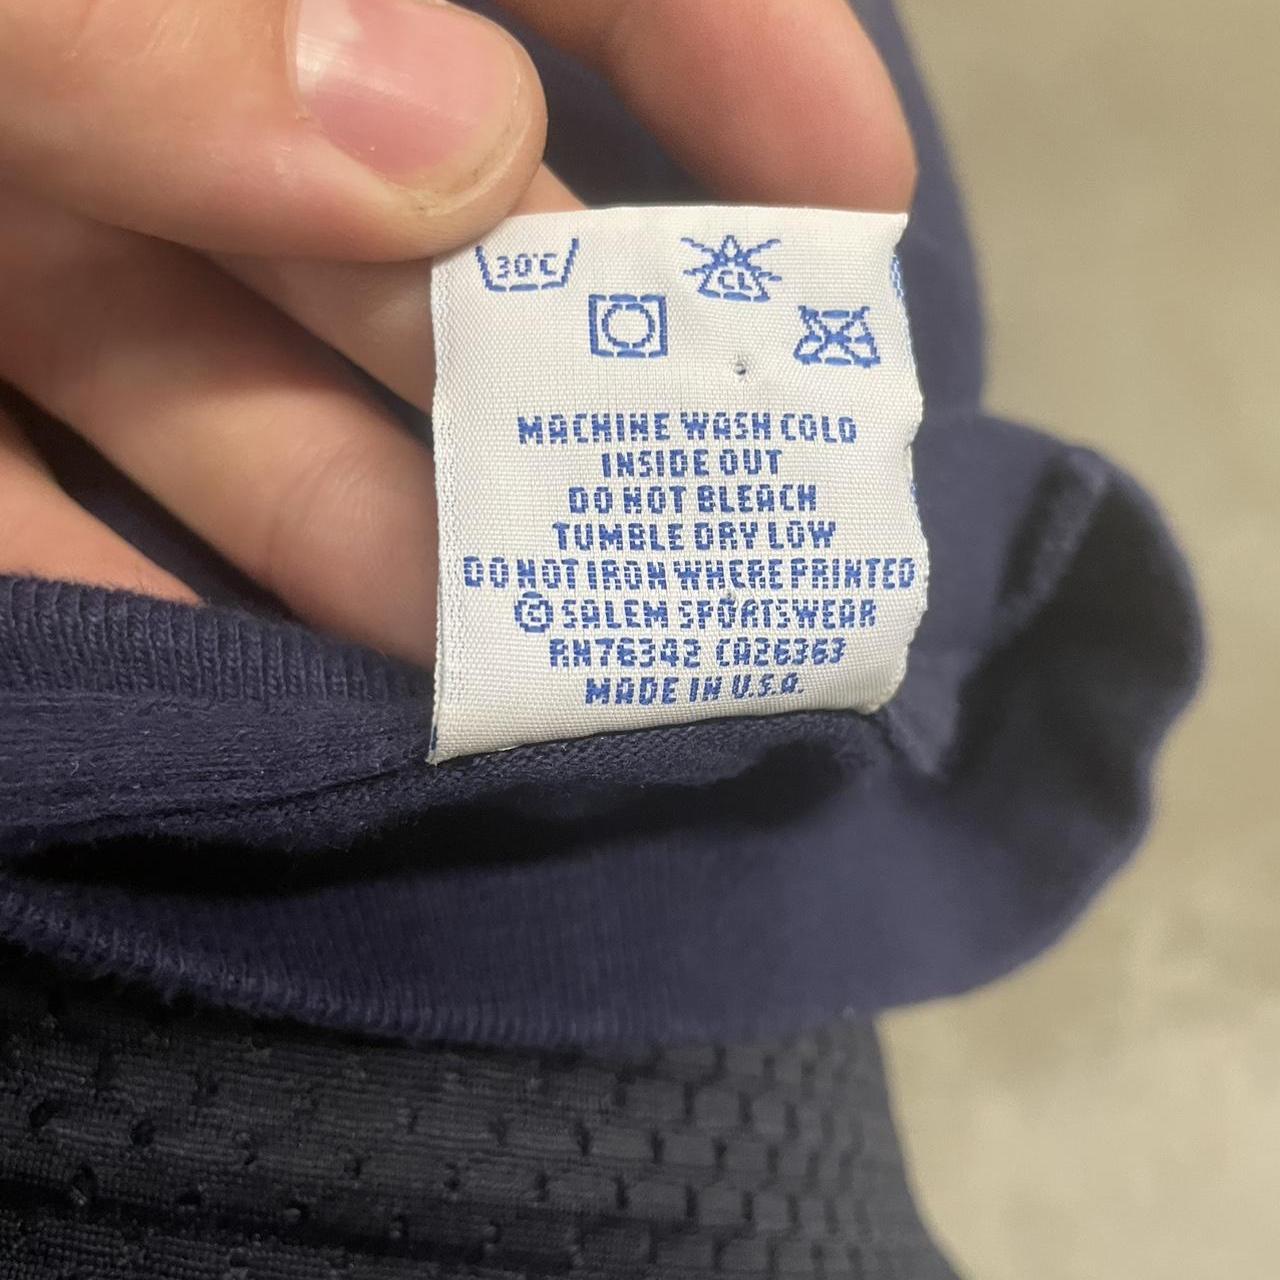 30°C
CL
MACHINE WASH COLD
INSIDE OUT
DO NOT BLEACH
TUMBLE DRY LOW
DO NOT IRON WHERE PRINTED
© SALEM SPORTSWEAR
RN76342 CA26363
MADE IN U.S.A.